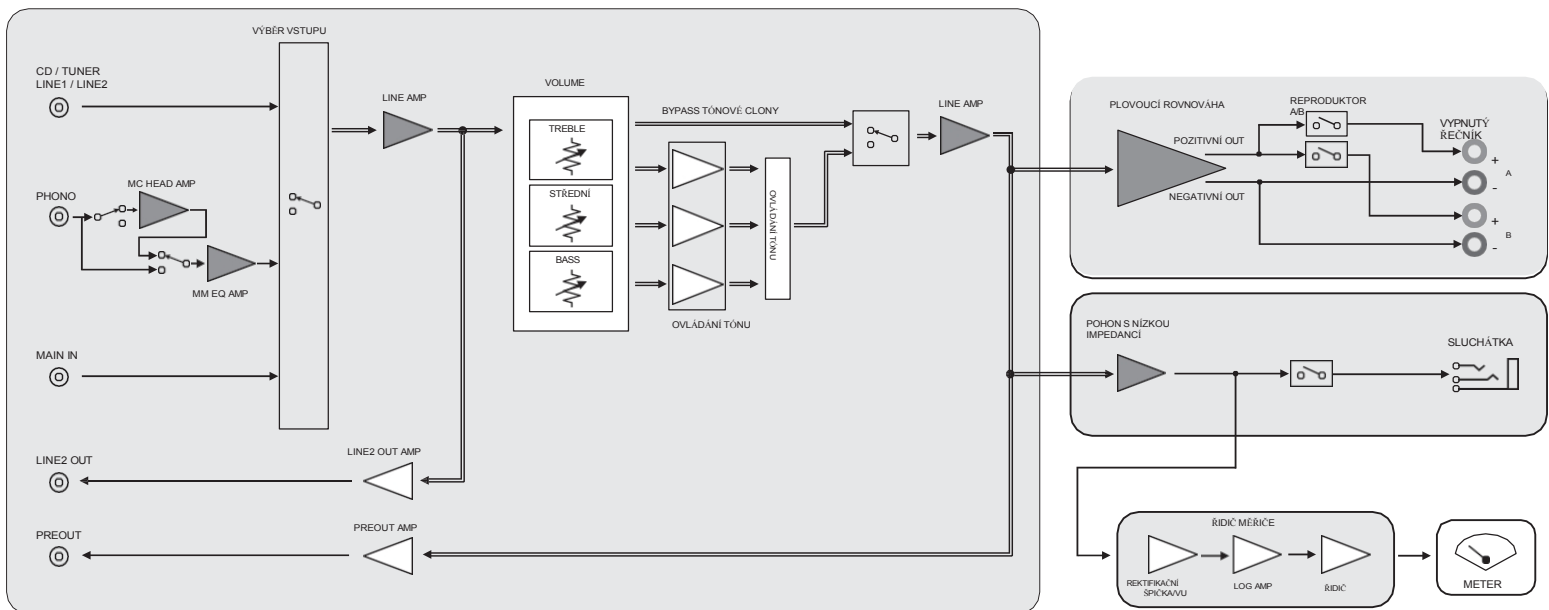 VÝBĚR VSTUPU
CD / TUNER
LINE1 / LINE2
LINE AMP
VOLUME
BYPASS TÓNOVÉ CLONY
LINE AMP
TREBLE
STŘEDNÍ
BASS
OVLÁDÁNÍ TÓNU
OVLÁDÁNÍ TÓNU
PHONO
MC HEAD AMP
MM EQ AMP
MAIN IN
LINE2 OUT
LINE2 OUT AMP
PREOUT
PREOUT AMP
PLOVOUCÍ ROVNOVÁHA
REPRODUKTOR
A/B
VYPNUTÝ
ŘEČNÍK
POZITIVNÍ OUT
NEGATIVNÍ OUT
+
A
-
+
B
-
POHON S NÍZKOU
IMPEDANCÍ
SLUCHÁTKA
ŘIDIČ MĚŘIČE
REKTIFIKAČNÍ
ŠPIČKA/VU
LOG AMP
ŘIDIČ
METER